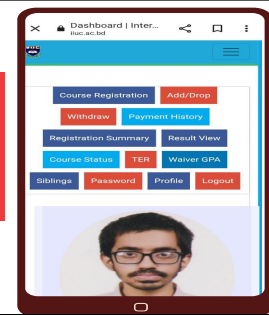 Dashboard | Inter...
iiuc.ac.bd
Course Registration Add/Drop
Withdraw Payment History
Registration Summary Result View
Course Status TER Waiver GPA
Siblings Password Profile Logout